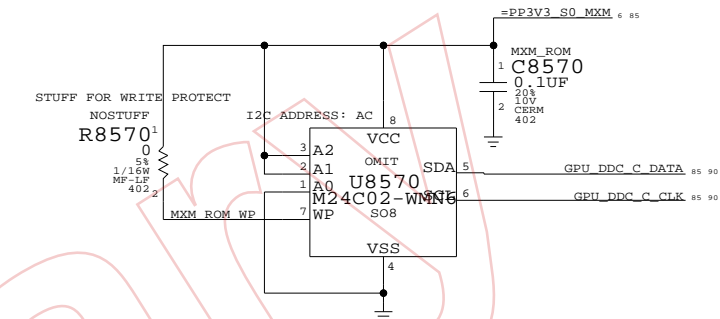 =PP3V3_S0_MXM 6 85
MXM_ROM
1 C8570
0.1UF
20%
10V
2 CERM
402
STUFF FOR WRITE PROTECT
NOSTUFF
R8570 1
0
5%
1/16W
MF-LF
402
2
I2C ADDRESS: AC
8
VCC
OMIT
3 A2
2 A1
1 A0
7 WP
SDA 5
SCL 6
U8570
M24C02-WMN6
SO8
VSS
4
MXM_ROM_WP
GPU_DDC_C_DATA 85 90
GPU_DDC_C_CLK 85 90